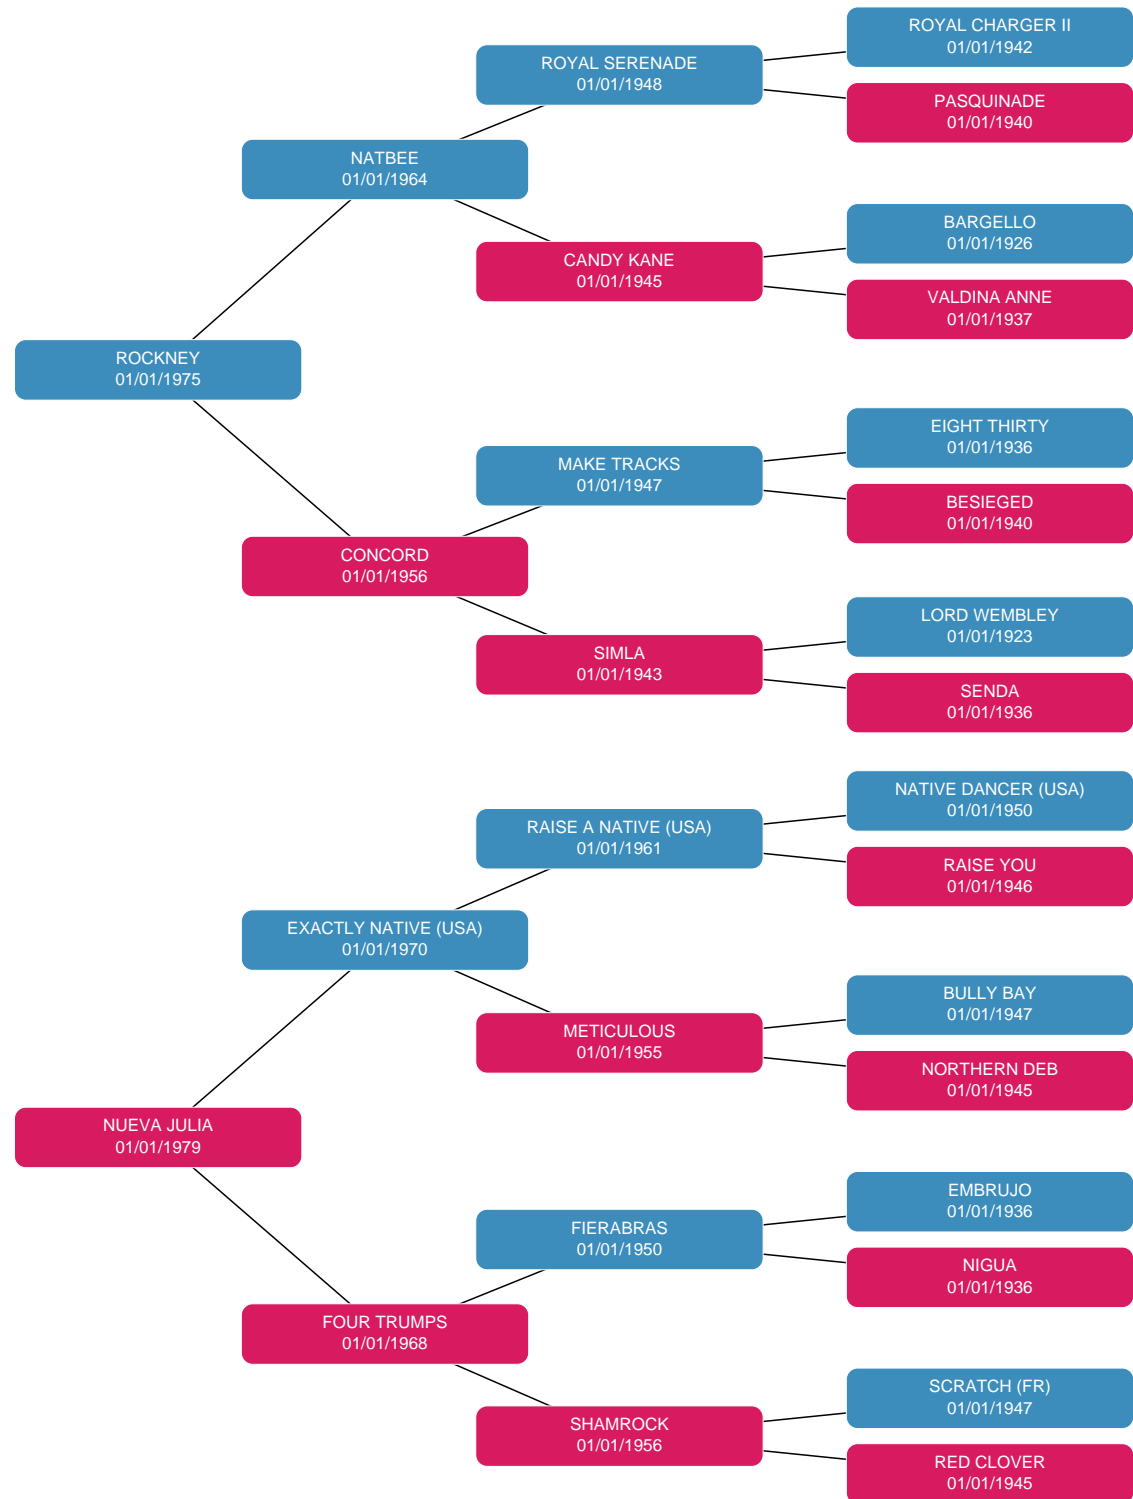 ROYAL CHARGER II
01/01/1942
ROYAL SERENADE
01/01/1948
PASQUINADE
01/01/1940
NATBEE
01/01/1964
BARGELLO
01/01/1926
CANDY KANE
01/01/1945
VALDINA ANNE
01/01/1937
ROCKNEY
01/01/1975
EIGHT THIRTY
01/01/1936
MAKE TRACKS
01/01/1947
BESIEGED
01/01/1940
CONCORD
01/01/1956
LORD WEMBLEY
01/01/1923
SIMLA
01/01/1943
SENDA
01/01/1936
NATIVE DANCER (USA)
01/01/1950
RAISE A NATIVE (USA)
01/01/1961
RAISE YOU
01/01/1946
EXACTLY NATIVE (USA)
01/01/1970
BULLY BAY
01/01/1947
METICULOUS
01/01/1955
NORTHERN DEB
01/01/1945
NUEVA JULIA
01/01/1979
EMBRUJO
01/01/1936
FIERABRAS
01/01/1950
NIGUA
01/01/1936
FOUR TRUMPS
01/01/1968
SCRATCH (FR)
01/01/1947
SHAMROCK
01/01/1956
RED CLOVER
01/01/1945